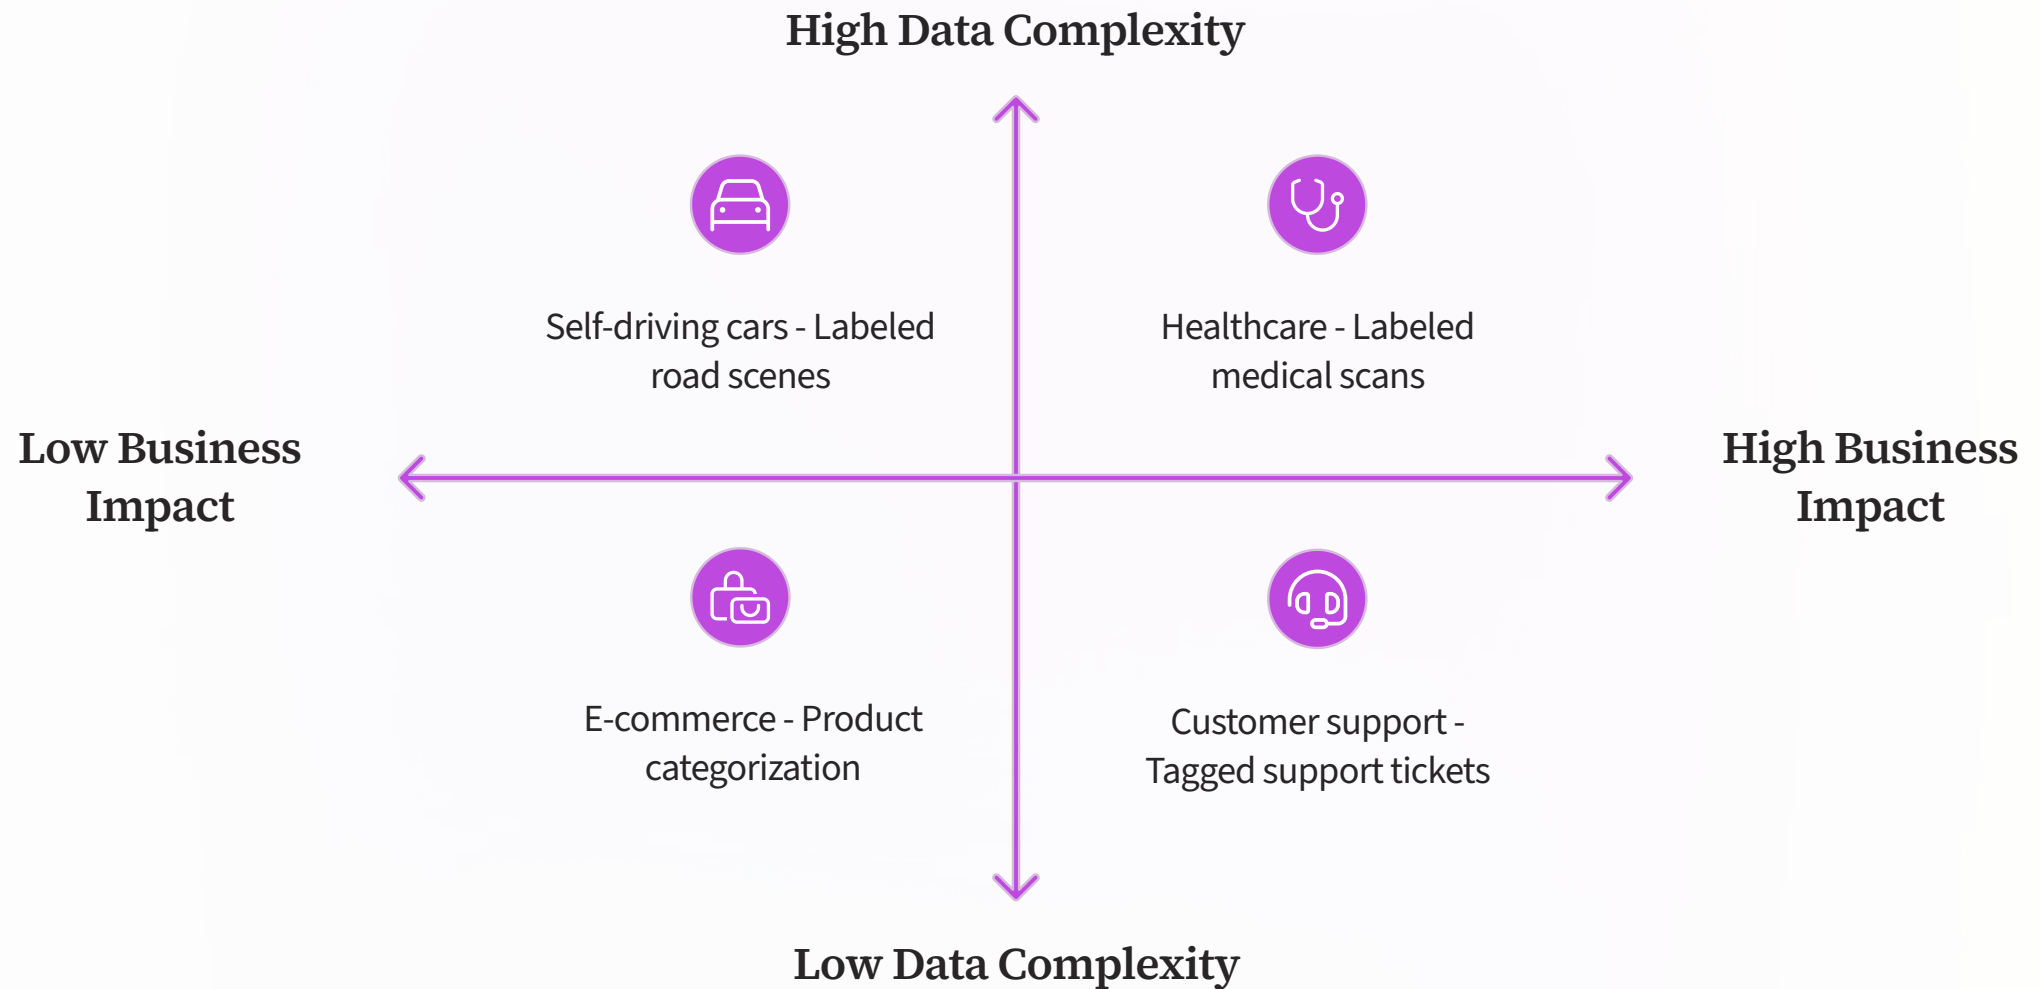 High Data Complexity
Self-driving cars - Labeled
road scenes
Healthcare - Labeled
medical scans
Low Business
Impact
High Business
Impact
E-commerce - Product
categorization
Customer support -
Tagged support tickets
Low Data Complexity